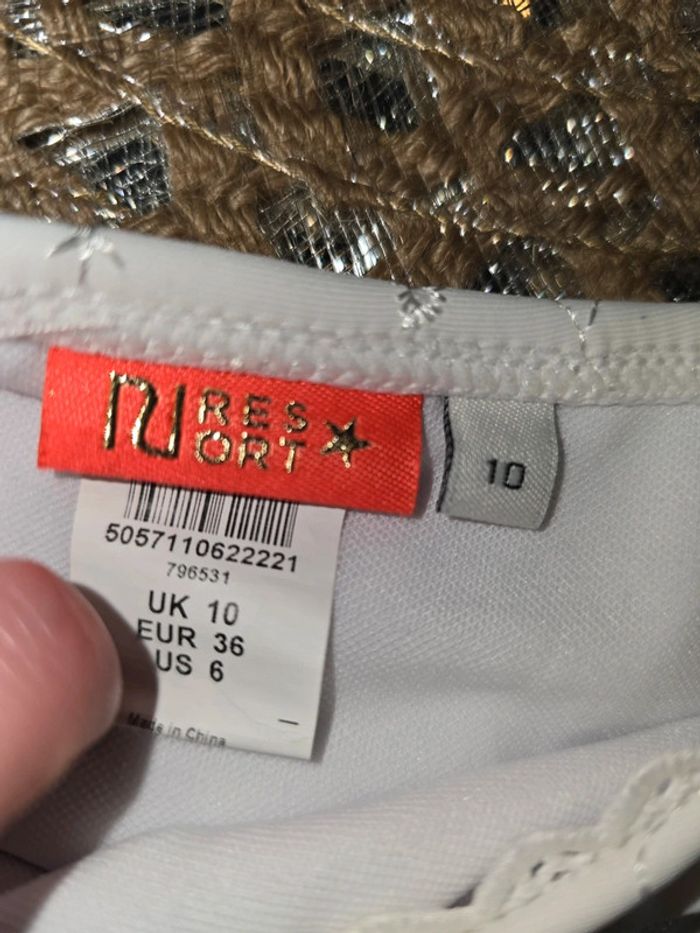 RI RES
ORT
10
5057110622221
796531
UK 10
EUR 36
US 6
Made in China